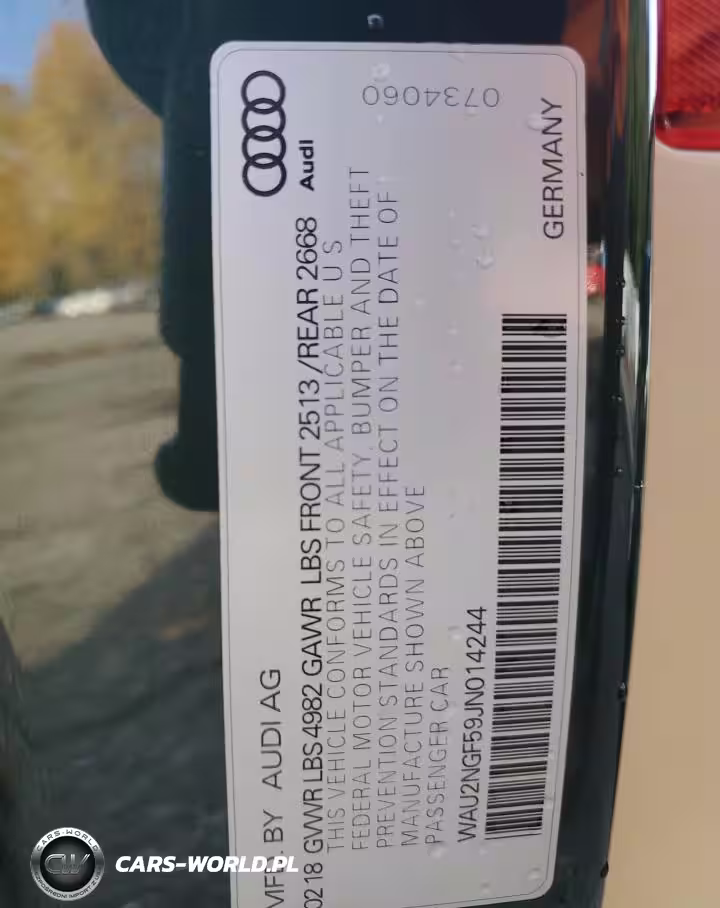 MFD. BY AUDI AG
0218 GVWR LBS 4982 GAWR LBS FRONT 2513 /REAR 2668
THIS VEHICLE CONFORMS TO ALL APPLICABLE U S
FEDERAL MOTOR VEHICLE SAFETY, BUMPER AND THEFT
PREVENTION STANDARDS IN EFFECT ON THE DATE OF
MANUFACTURE SHOWN ABOVE
PASSENGER CAR
WAU2NGF59JN014244
Audi
0734060
GERMANY
CW
CARS-WORLD.PL